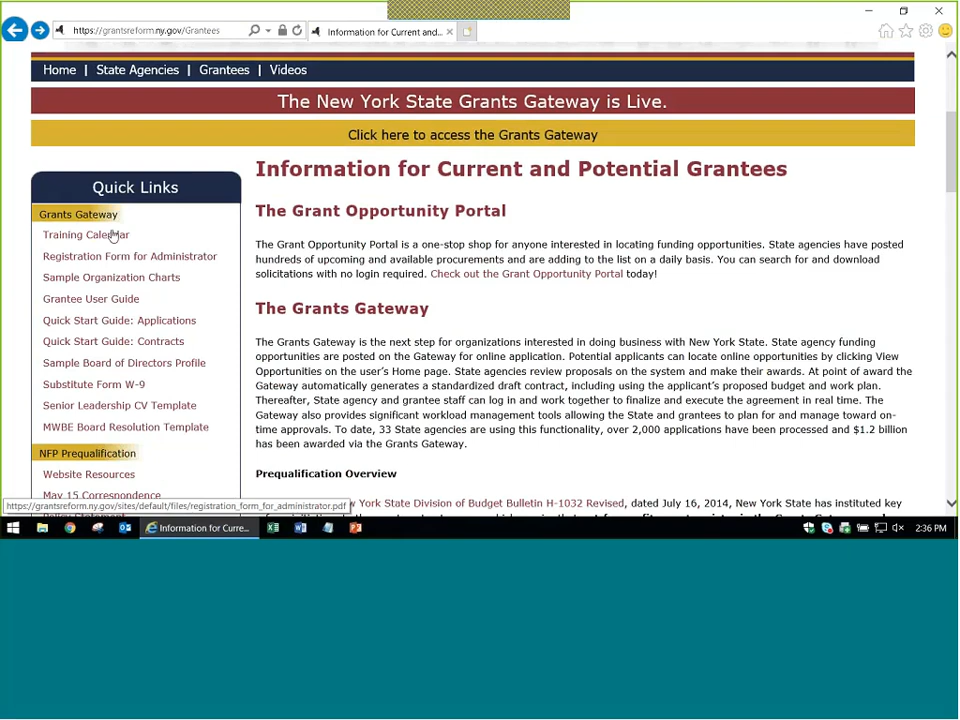 https://grantsreform.ny.gov/Grantees
Information for Current and...
Home | State Agencies | Grantees | Videos
The New York State Grants Gateway is Live.
Click here to access the Grants Gateway
Quick Links
Grants Gateway
Training Calendar
Registration Form for Administrator
Sample Organization Charts
Grantee User Guide
Quick Start Guide: Applications
Quick Start Guide: Contracts
Sample Board of Directors Profile
Substitute Form W-9
Senior Leadership CV Template
MWBE Board Resolution Template
NFP Prequalification
Website Resources
May 15 Correspondence
Information for Current and Potential Grantees
The Grant Opportunity Portal
The Grant Opportunity Portal is a one-stop shop for anyone interested in locating funding opportunities. State agencies have posted
hundreds of upcoming and available procurements and are adding to the list on a daily basis. You can search for and download
solicitations with no login required. Check out the Grant Opportunity Portal today!
The Grants Gateway
The Grants Gateway is the next step for organizations interested in doing business with New York State. State agency funding
opportunities are posted on the Gateway for online application. Potential applicants can locate online opportunities by clicking View
Opportunities on the user's Home page. State agencies review proposals on the system and make their awards. At point of award the
Gateway automatically generates a standardized draft contract, including using the applicant's proposed budget and work plan.
Thereafter, State agency and grantee staff can log in and work together to finalize and execute the agreement in real time. The
Gateway also provides significant workload management tools allowing the State and grantees to plan for and manage toward on-
time approvals. To date, 33 State agencies are using this functionality, over 2,000 applications have been processed and $1.2 billion
has been awarded via the Grants Gateway.
Prequalification Overview
York State Division of Budget Bulletin H-1032 Revised, dated July 16, 2014, New York State has instituted key
https://grantsreform.ny.gov/sites/default/files/registration_form_for_administrator.pdf
Information for Curre...
2:36 PM